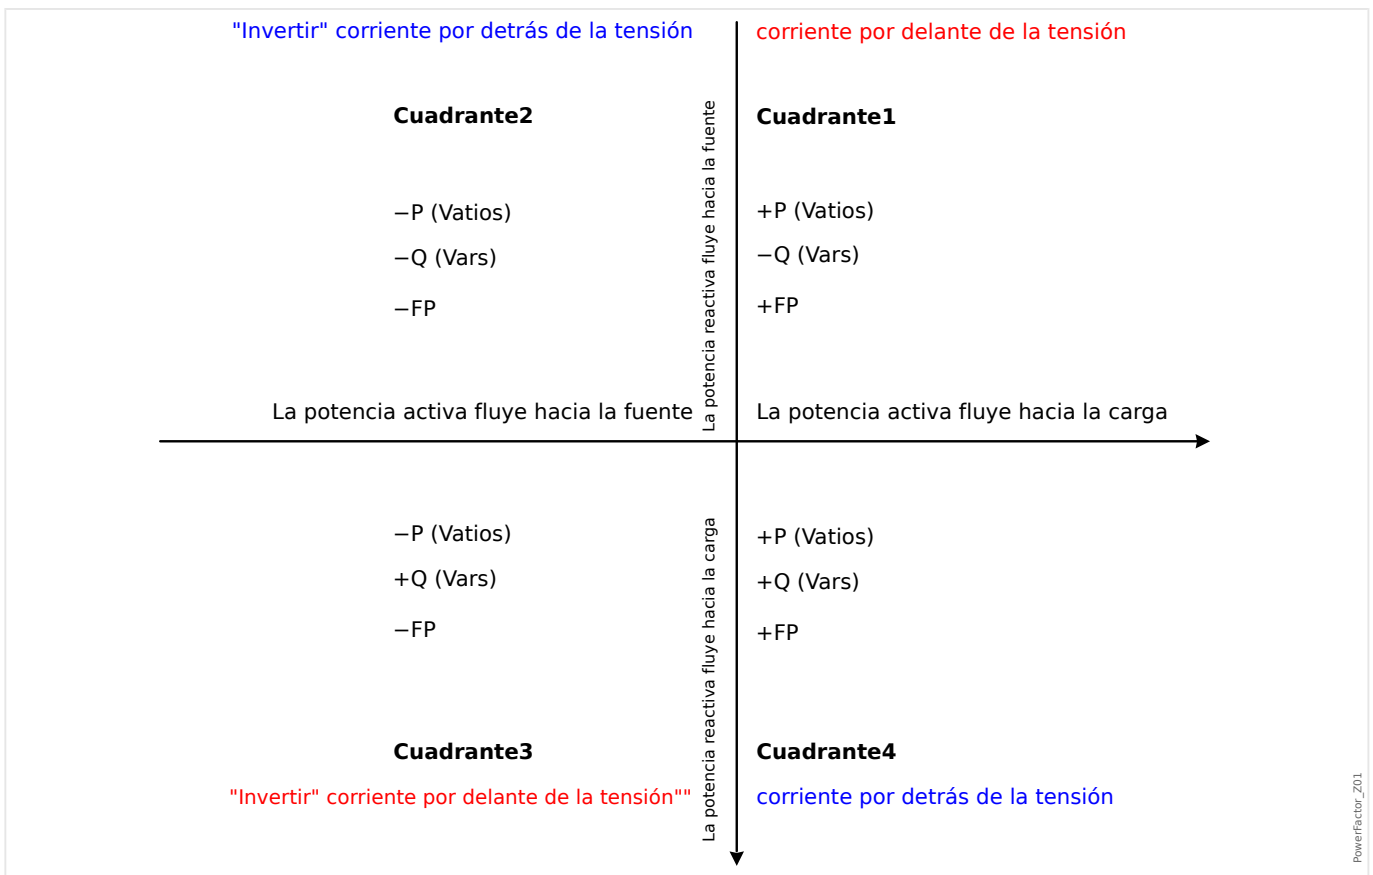 "Invertir" corriente por detrás de la tensión
corriente por delante de la tensión
Cuadrante2
Cuadrante1
−P (Vatios)
+P (Vatios)
−Q (Vars)
−Q (Vars)
−FP
+FP
La potencia reactiva fluye hacia la fuente
La potencia activa fluye hacia la fuente
La potencia activa fluye hacia la carga
−P (Vatios)
+P (Vatios)
+Q (Vars)
+Q (Vars)
−FP
+FP
La potencia reactiva fluye hacia la carga
Cuadrante3
Cuadrante4
"Invertir" corriente por delante de la tensión""
corriente por detrás de la tensión
PowerFactor_Z01